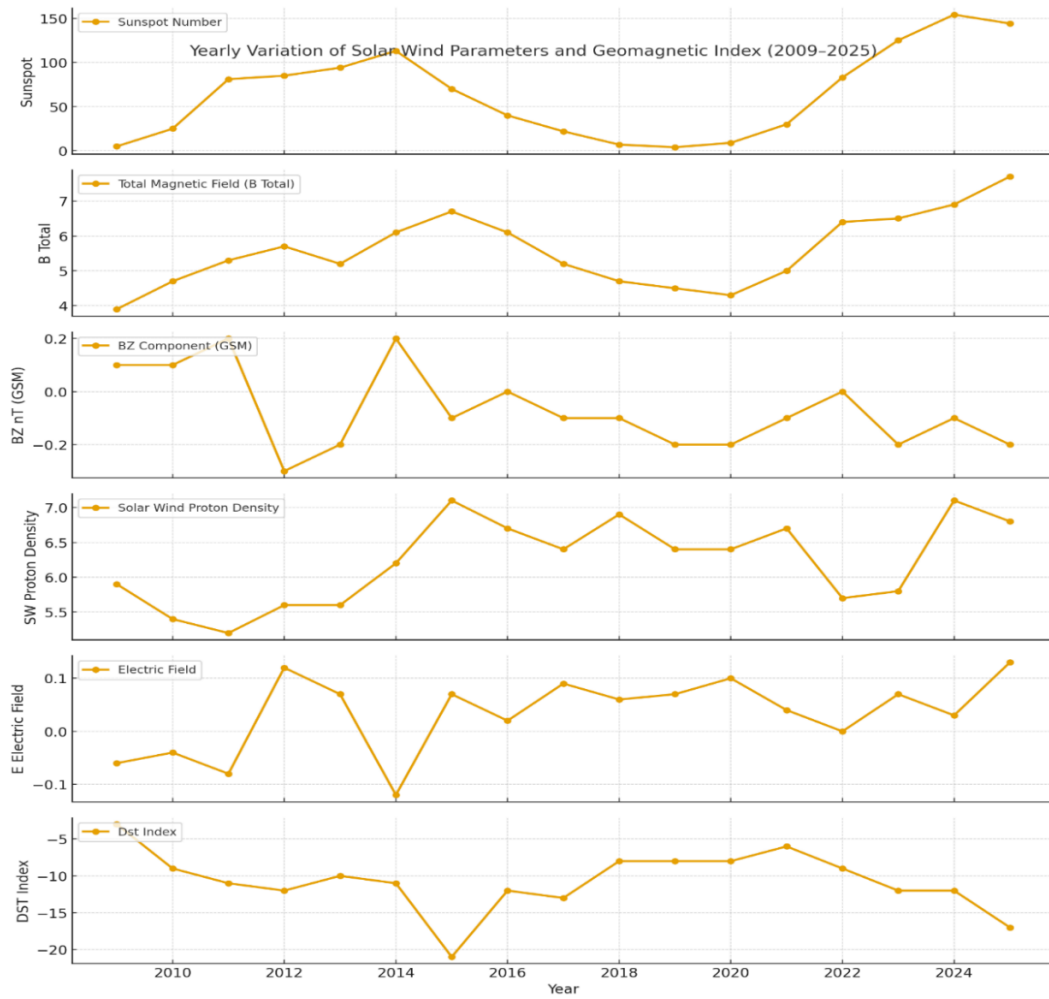 150
Sunspot Number
Yearly Variation of Solar Wind Parameters and Geomagnetic Index (2009–2025)
100
50
0
Sunspot
Total Magnetic Field (B Total)
7
6
5
4
B Total
0.2
BZ Component (GSM)
0.0
−0.2
BZ nT (GSM)
7.0
Solar Wind Proton Density
6.5
6.0
5.5
SW Proton Density
Electric Field
0.1
0.0
−0.1
E Electric Field
Dst Index
−5
−10
−15
−20
DST Index
2010 2012 2014 2016 2018 2020 2022 2024
Year